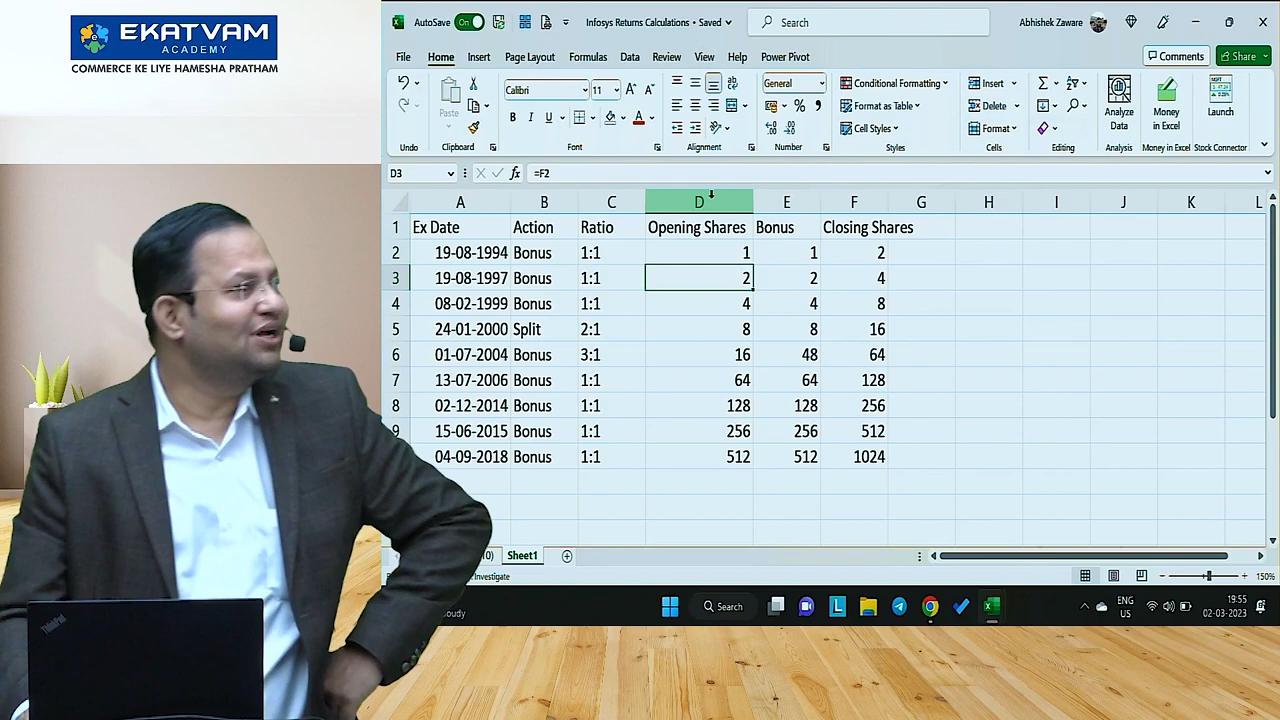 EKATVAM
ACADEMY
COMMERCE KE LIYE HAMESHA PRATHAM
AutoSave On Infosys Returns Calculations • Saved Search Abhishek Zaware
File Home Insert Page Layout Formulas Data Review View Help Power Pivot Comments Share
Calibri 11 General Conditional Formatting Insert
Paste Format as Table Delete Analyze Data Money in Excel Launch
B I U Cell Styles Format
Undo Clipboard Font Alignment Number Styles Cells Editing Analysis Money in Excel Stock Connector
D3 fx =F2
A B C D E F G H I J K L
1 Ex Date Action Ratio Opening Shares Bonus Closing Shares
2 19-08-1994 Bonus 1:1 1 1 2
3 19-08-1997 Bonus 1:1 2 2 4
4 08-02-1999 Bonus 1:1 4 4 8
5 24-01-2000 Split 2:1 8 8 16
6 01-07-2004 Bonus 3:1 16 48 64
7 13-07-2006 Bonus 1:1 64 64 128
8 02-12-2014 Bonus 1:1 128 128 256
9 15-06-2015 Bonus 1:1 256 256 512
04-09-2018 Bonus 1:1 512 512 1024
Sheet1
Investigate 150%
Search ENG US 19:55 02-03-2023
ThinkPad